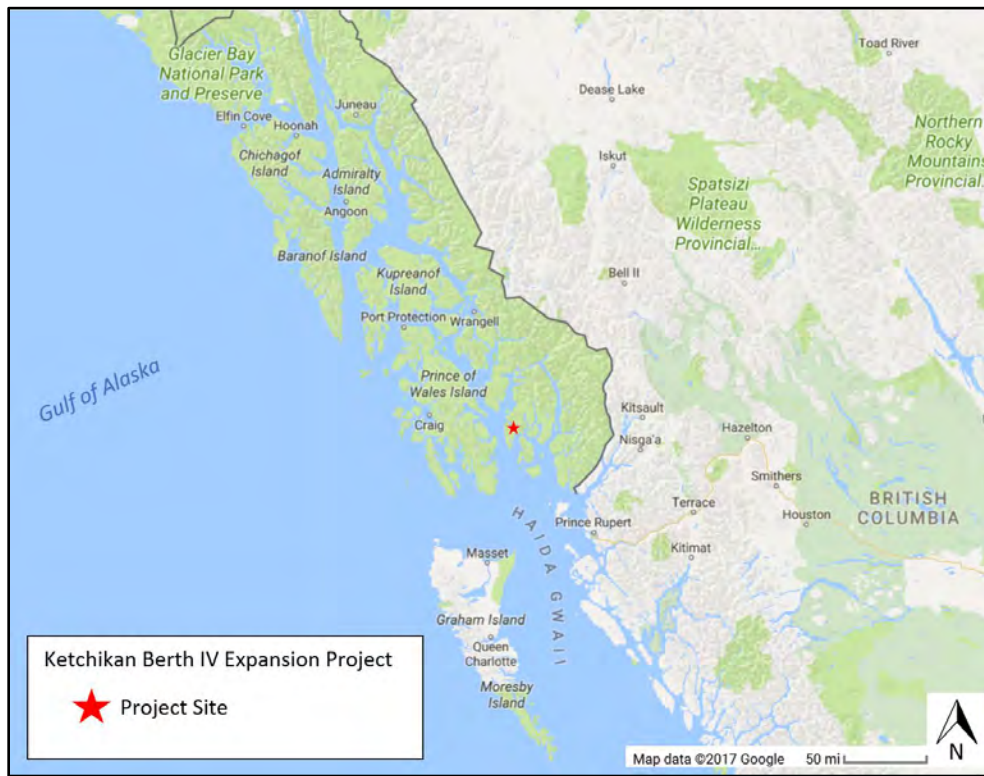 Toad River
Glacier Bay
National Park
and Preserve
Dease Lake
Juneau
Elfin Cove
Hoonah
Northern
Rocky
Mountains
Provincial...
Chichagof
Island
Iskut
Admiralty
Island
Spatsizi
Plateau
Wilderness
Provincial...
Angoon
Baranof Island
Kupreanof
Island
Bell II
Port Protection
Wrangell
Gulf of Alaska
Prince of
Wales Island
Craig
Kitsault
Hazelton
Nisga'a
Smithers
BRITISH
COLUMBIA
Terrace
Houston
Prince Rupert
HAIDA GWAII
Kitimat
Masset
Graham Island
Queen
Charlotte
Moresby
Island
Ketchikan Berth IV Expansion Project
Project Site
Map data ©2017 Google
50 mi
N